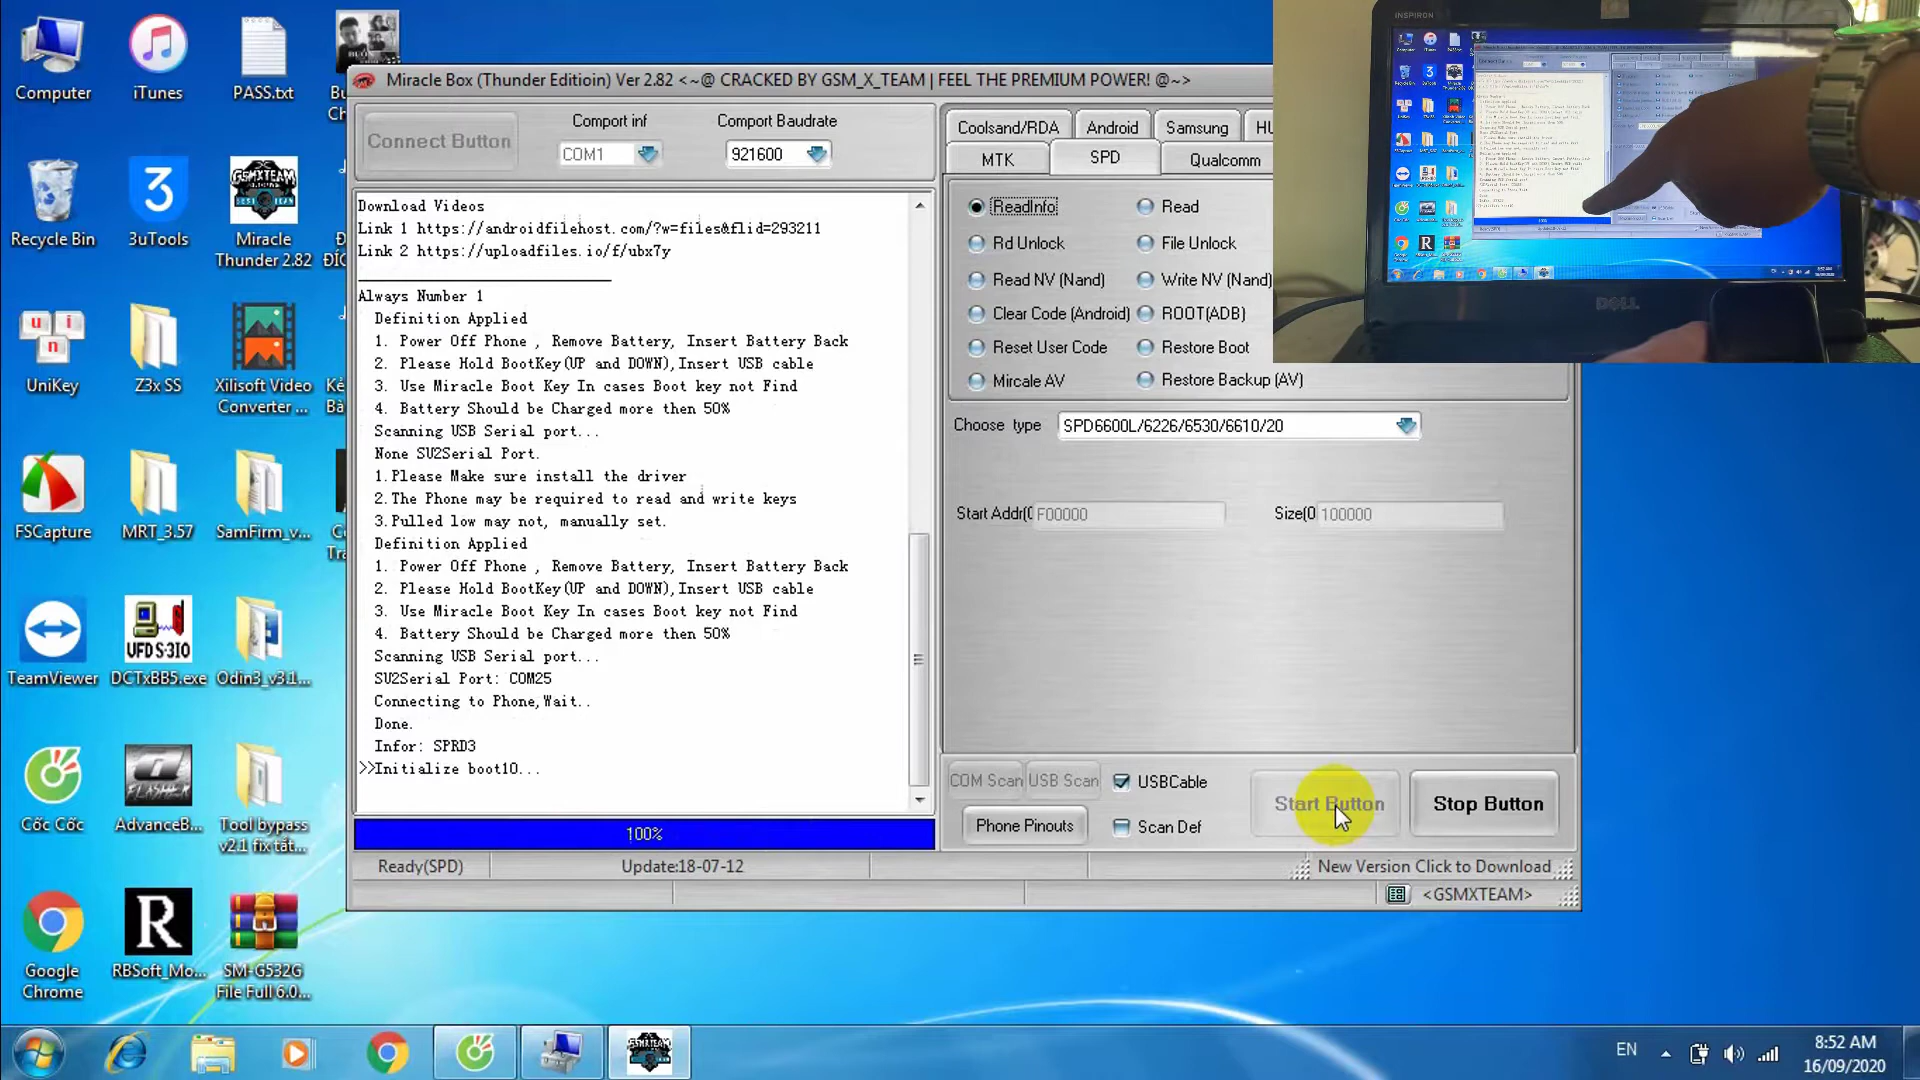 Computer
iTunes
PASS.txt
Recycle Bin
3uTools
Miracle
Thunder 2.82
UniKey
Z3x SS
Xilisoft Video
Converter ...
FSCapture
MRT_3.57
SamFirm_v...
TeamViewer
UFD S:3IO
DCTxBB5.exe
Odin3_v3.1...
Cốc Cốc
FLASHER
AdvanceB...
Tool bypass
v2.1 fix tất...
Google
Chrome
RBSoft_Mo...
SM-G532G
File Full 6.0...
Miracle Box (Thunder Editioin) Ver 2.82 <~@ CRACKED BY GSM_X_TEAM | FEEL THE PREMIUM POWER! @~>
Connect Button
Comport inf
COM1
Comport Baudrate
921600
Download Videos
Link 1 https://androidfilehost.com/?w=files&flid=293211
Link 2 https://uploadfiles.io/f/ubx7y
Always Number 1
Definition Applied
1. Power Off Phone , Remove Battery, Insert Battery Back
2. Please Hold BootKey(UP and DOWN),Insert USB cable
3. Use Miracle Boot Key In cases Boot key not Find
4. Battery Should be Charged more then 50%
Scanning USB Serial port...
None SU2Serial Port.
1.Please Make sure install the driver
2.The Phone may be required to read and write keys
3.Pulled low may not, manually set.
Definition Applied
1. Power Off Phone , Remove Battery, Insert Battery Back
2. Please Hold BootKey(UP and DOWN),Insert USB cable
3. Use Miracle Boot Key In cases Boot key not Find
4. Battery Should be Charged more then 50%
Scanning USB Serial port...
SU2Serial Port: COM25
Connecting to Phone,Wait..
Done.
Infor: SPRD3
>>Initialize boot10...
100%
Ready(SPD)
Update:18-07-12
New Version Click to Download
<GSMXTEAM>
Coolsand/RDA
Android
Samsung
HU
MTK
SPD
Qualcomm
ReadInfo
Read
Rd Unlock
File Unlock
Read NV (Nand)
Write NV (Nand)
Clear Code (Android)
ROOT(ADB)
Reset User Code
Restore Boot
Mircale AV
Restore Backup (AV)
Choose type
SPD6600L/6226/6530/6610/20
Start Addr(0
F00000
Size(0
100000
COM Scan
USB Scan
USBCable
Phone Pinouts
Scan Def
Start Button
Stop Button
INSPIRON
DELL
EN
8:52 AM
16/09/2020